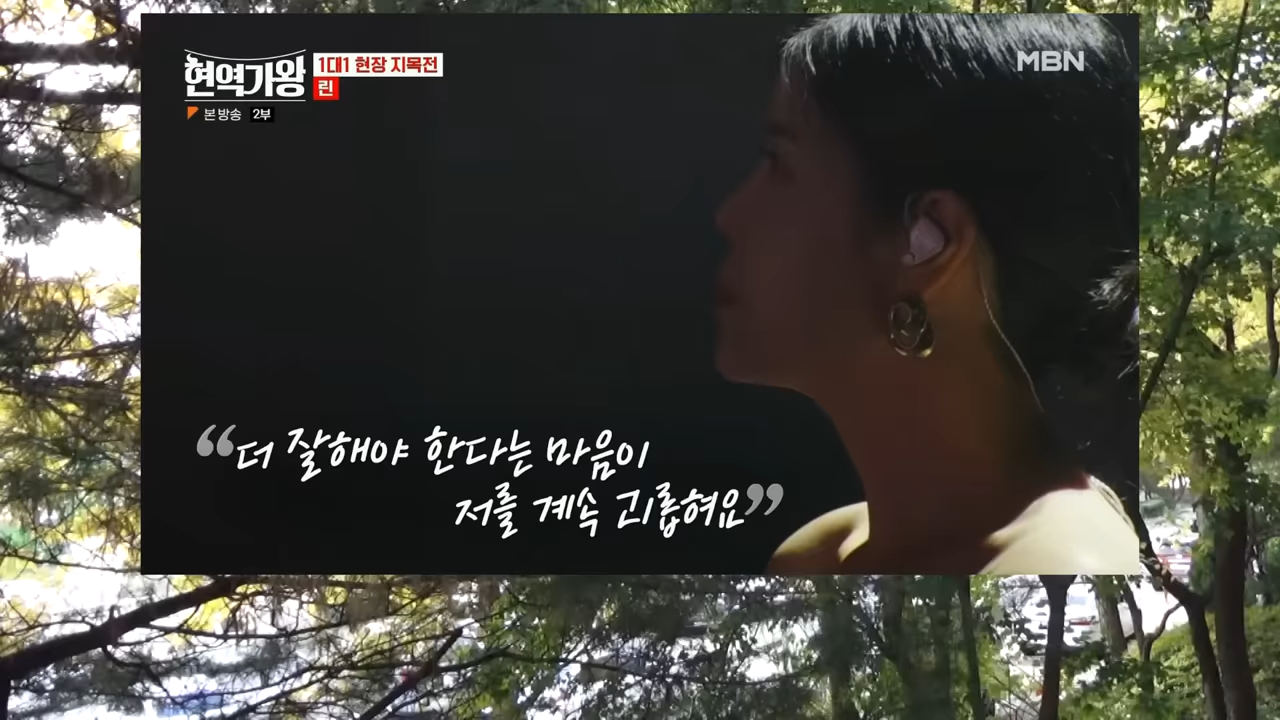 현역가왕
1대1 현장 지목전
린
본 방송 2부
MBN
“더 잘해야 한다는 마음이
저를 계속 괴롭혀요”